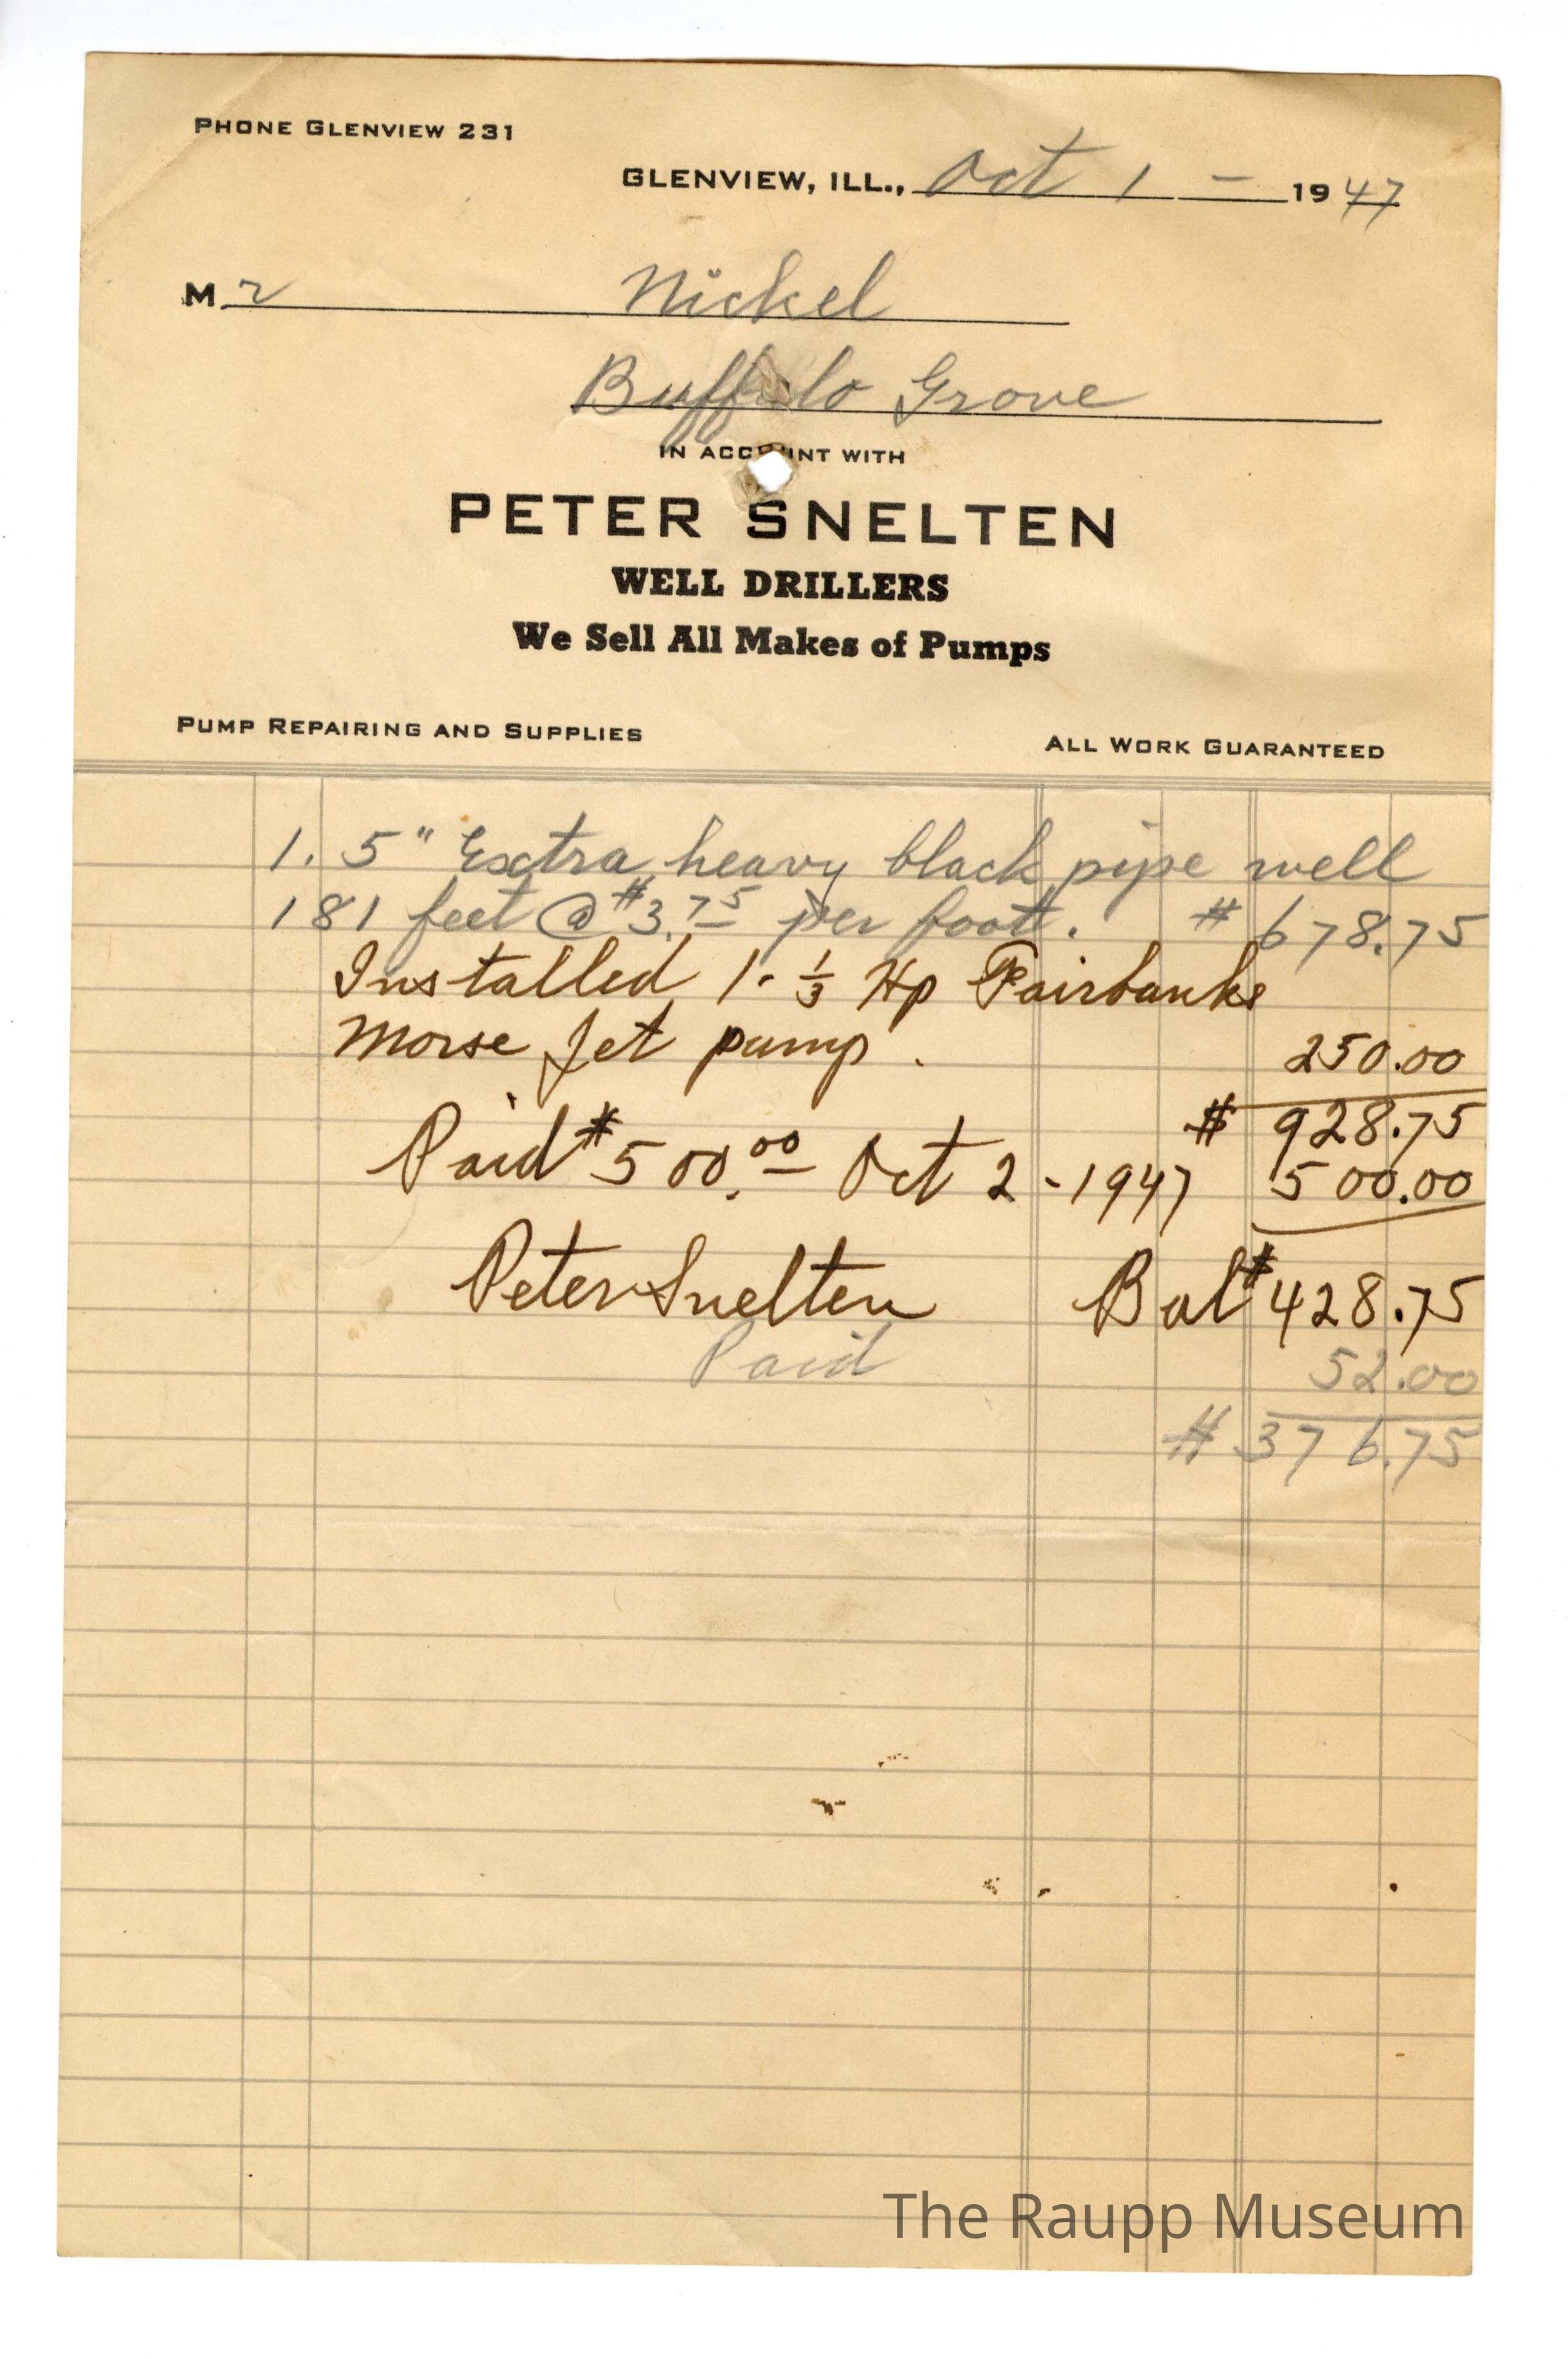 PHONE GLENVIEW 231
GLENVIEW, ILL., Oct 1 - 1947
Mr Nickel
Buffalo Grove
IN ACCOUNT WITH
PETER SNELTEN
WELL DRILLERS
We Sell All Makes of Pumps
PUMP REPAIRING AND SUPPLIES ALL WORK GUARANTEED
1. 5" Extra heavy black pipe well
181 feet @ $3.75 per foot. $678.75
Installed 1-1/3 Hp Fairbanks
Morse Jet pump. 250.00
$ 928.75
Paid $500.00 Oct 2-1947 500.00
Peter Snelten Bal $428.75
Paid 52.00
$376.75
The Raupp Museum